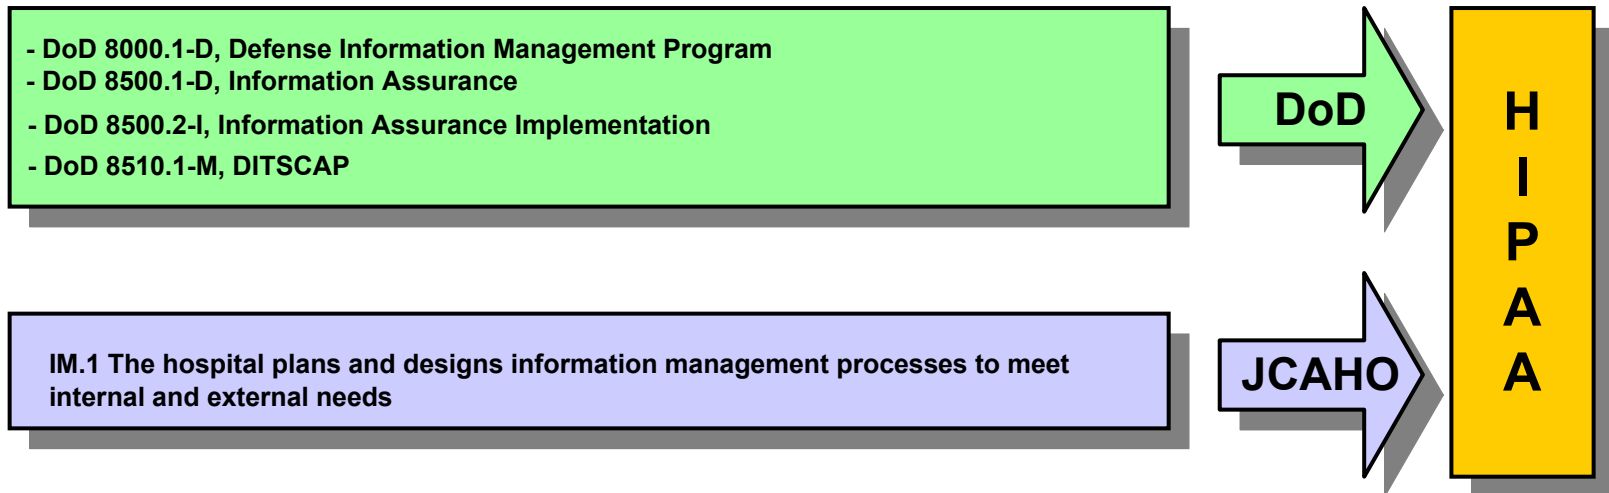 - DoD 8000.1-D, Defense Information Management Program
- DoD 8500.1-D, Information Assurance
- DoD 8500.2-I, Information Assurance Implementation
- DoD 8510.1-M, DITSCAP
DoD
IM.1 The hospital plans and designs information management processes to meet
internal and external needs
JCAHO
H
I
P
A
A